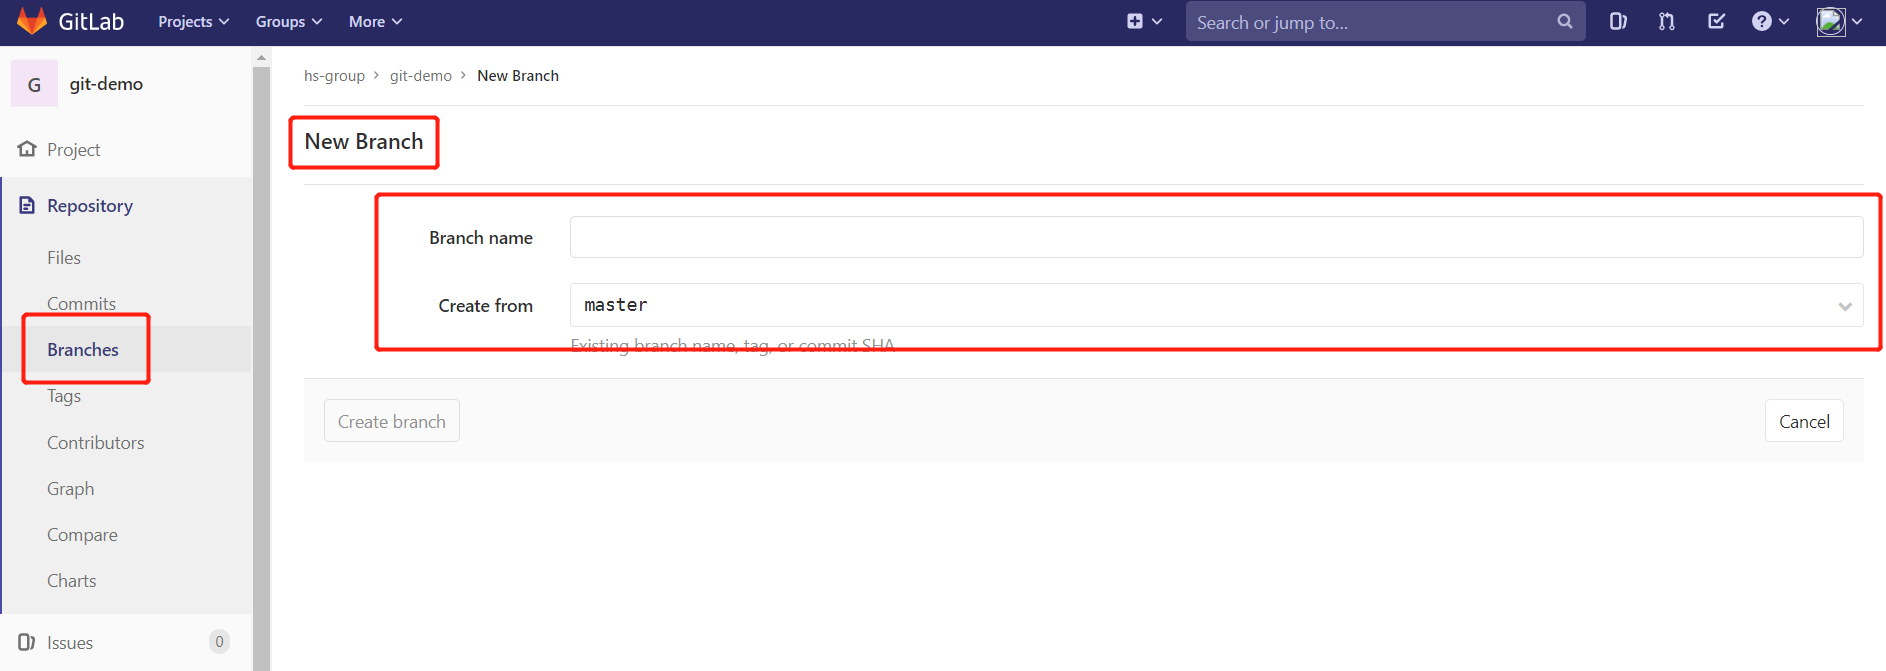 GitLab Projects Groups More Search or jump to...
G git-demo
Project
Repository
Files
Commits
Branches
Tags
Contributors
Graph
Compare
Charts
Issues 0
hs-group › git-demo › New Branch
New Branch
Branch name
Create from master
Existing branch name, tag, or commit SHA
Create branch Cancel